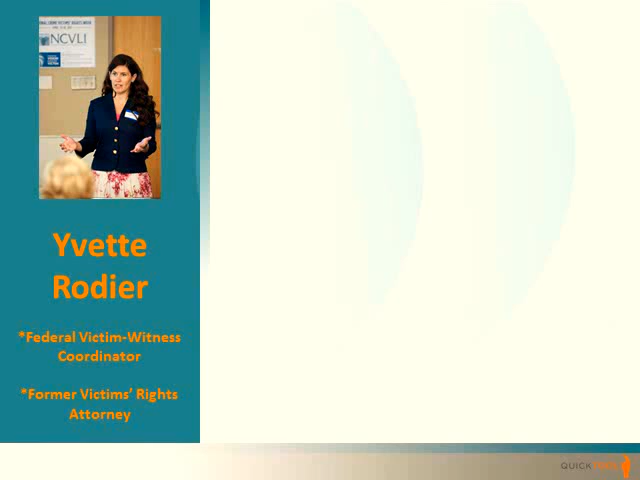 NCVLI
Yvette
Rodier
*Federal Victim-Witness
Coordinator
*Former Victims’ Rights
Attorney
QUICK